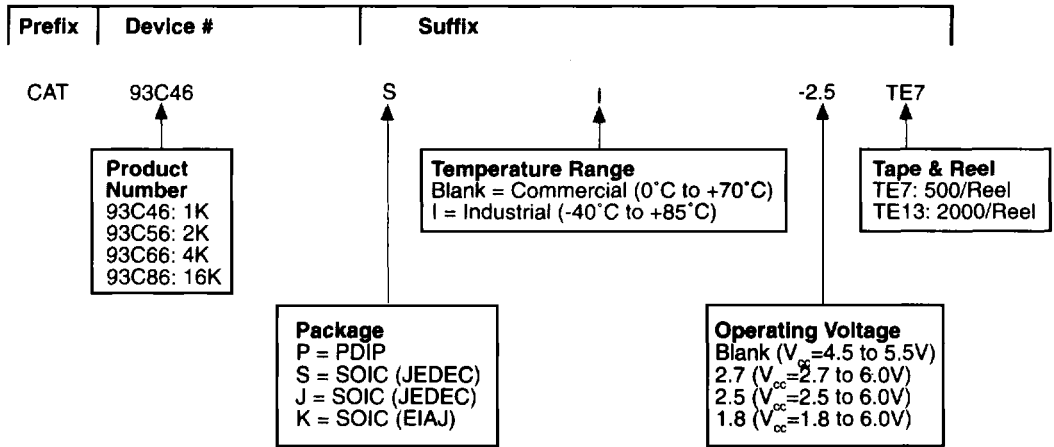 Prefix Device # Suffix
CAT 93C46 S I -2.5 TE7
Product
Number
93C46: 1K
93C56: 2K
93C66: 4K
93C86: 16K
Temperature Range
Blank = Commercial (0˚C to +70˚C)
I = Industrial (-40˚C to +85˚C)
Tape & Reel
TE7: 500/Reel
TE13: 2000/Reel
Package
P = PDIP
S = SOIC (JEDEC)
J = SOIC (JEDEC)
K = SOIC (EIAJ)
Operating Voltage
Blank (Vcc=4.5 to 5.5V)
2.7 (Vcc=2.7 to 6.0V)
2.5 (Vcc=2.5 to 6.0V)
1.8 (Vcc=1.8 to 6.0V)